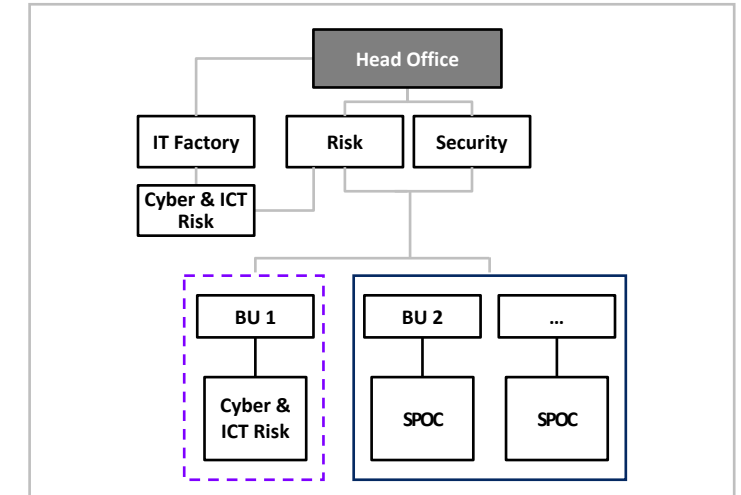 Head Office
IT Factory
Risk
Security
Cyber & ICT
Risk
BU 1
BU 2
...
Cyber &
ICT Risk
SPOC
SPOC